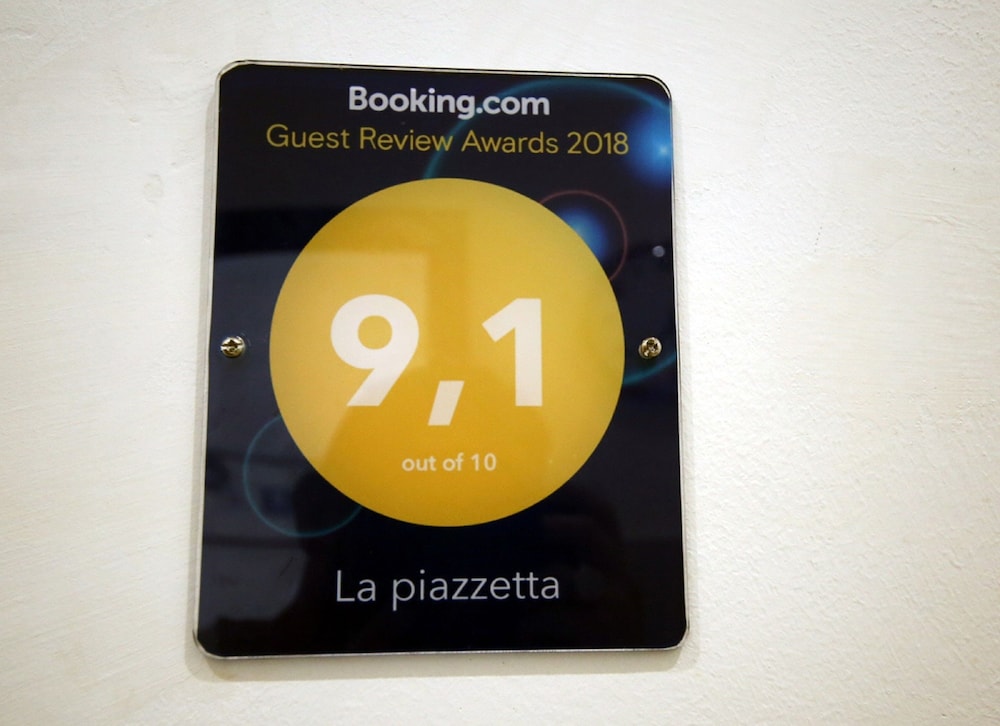 Booking.com
Guest Review Awards 2018
9,1
out of 10
La piazzetta